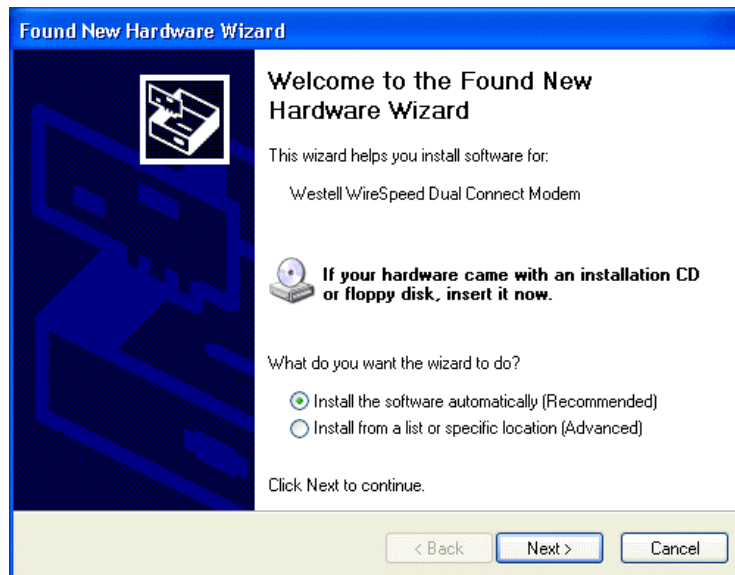 Found New Hardware Wizard
Welcome to the Found New
Hardware Wizard
This wizard helps you install software for:
Westell WireSpeed Dual Connect Modem
If your hardware came with an installation CD
or floppy disk, insert it now.
What do you want the wizard to do?
Install the software automatically (Recommended)
Install from a list or specific location (Advanced)
Click Next to continue.
< Back Next > Cancel